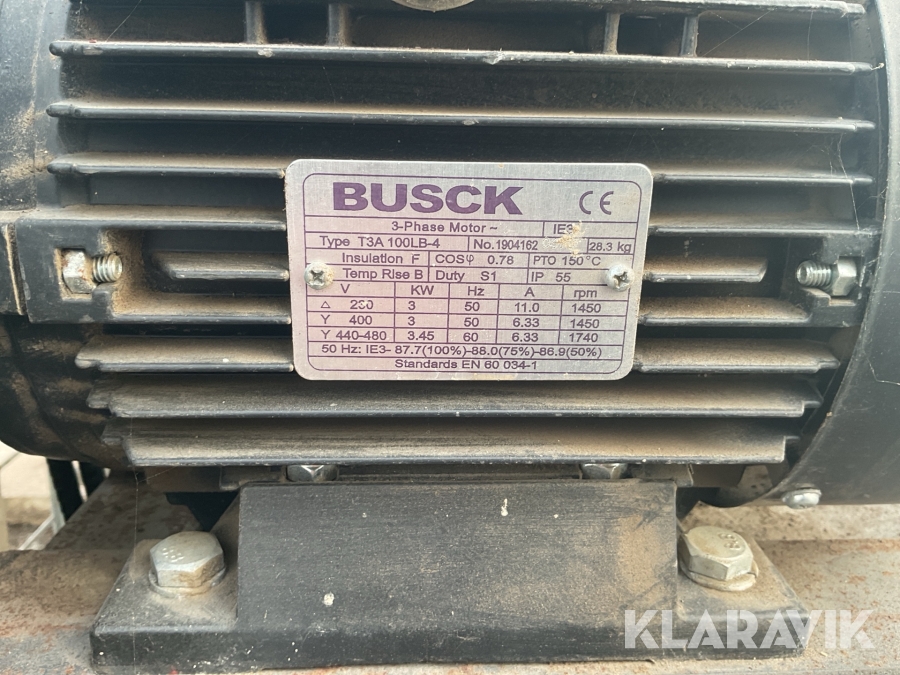 BUSCK CE
3-Phase Motor ~ IE3
Type T3A 100LB-4 No.1904162 28.3 kg
Insulation F COSφ 0.78 PTO 150°C
Temp Rise B Duty S1 IP 55
V KW Hz A rpm
△ 230 3 50 11.0 1450
Y 400 3 50 6.33 1450
Y 440-480 3.45 60 6.33 1740
50 Hz: IE3- 87.7(100%)-88.0(75%)-86.9(50%)
Standards EN 60 034-1
KLARAVIK